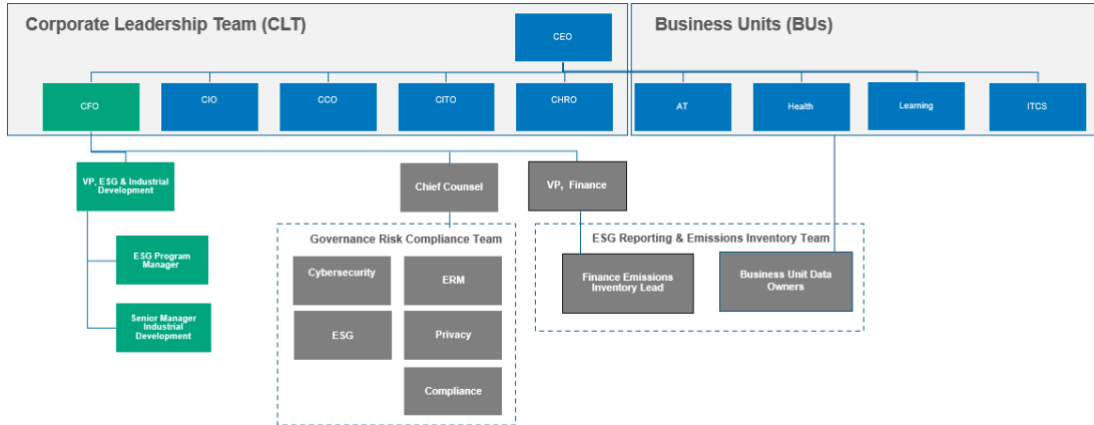 Corporate Leadership Team (CLT)
Business Units (BUs)
CEO
CFO
CIO
CCO
CITO
CHRO
AT
Health
Learning
ITCS
VP, ESG & Industrial
Development
Chief Counsel
VP, Finance
Governance Risk Compliance Team
ESG Reporting & Emissions Inventory Team
ESG Program
Manager
Cybersecurity
ERM
Finance Emissions
Inventory Lead
Business Unit Data
Owners
Senior Manager
Industrial
Development
ESG
Privacy
Compliance